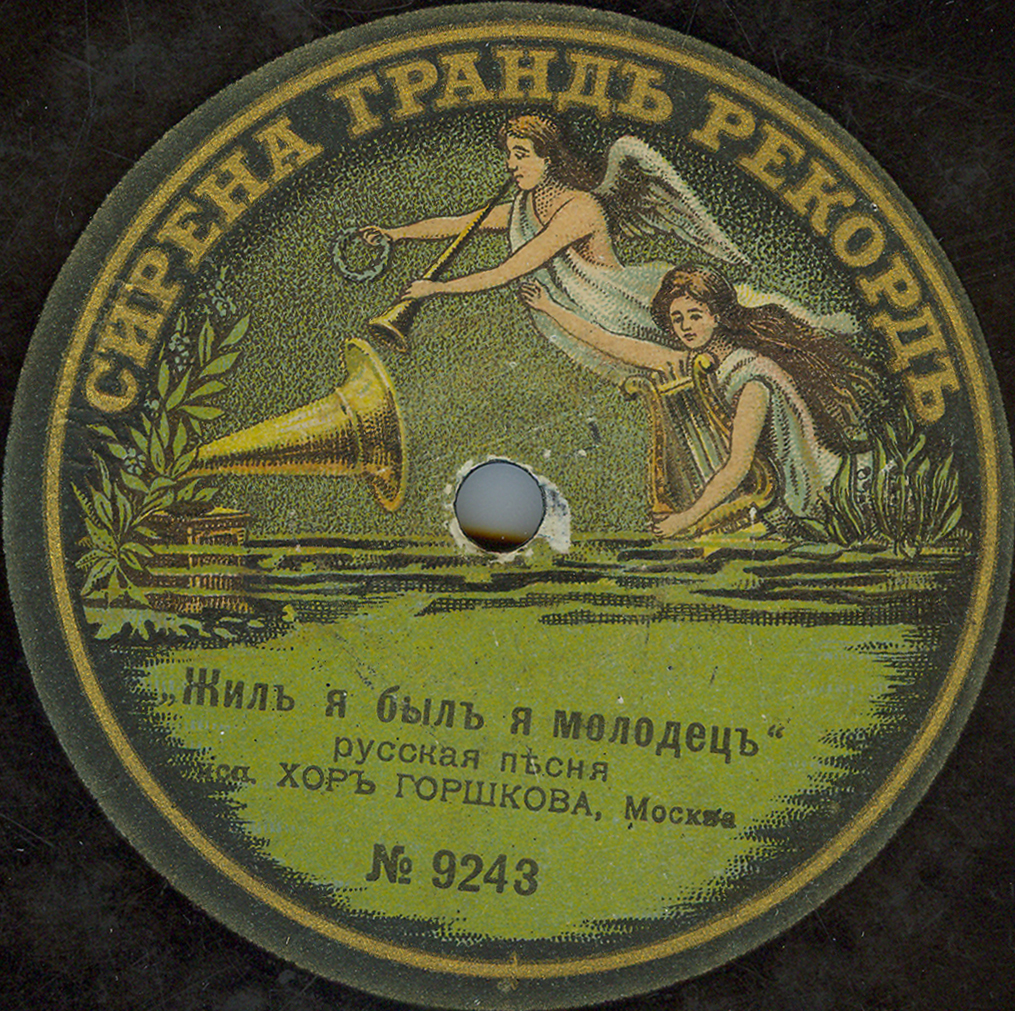 СИРЕНА ГРАНДЪ РЕКОРДЪ
„Жилъ я былъ я молодецъ“
русская пѣсня
исп. ХОРЪ ГОРШКОВА, Москва
№ 9243